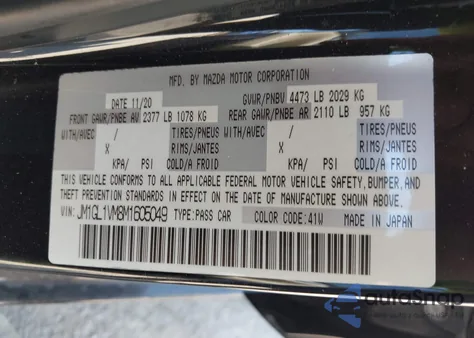 MFD. BY MAZDA MOTOR CORPORATION
DATE 11/20 GVWR/PNBV 4473 LB 2029 KG
FRONT GAWR/PNBE AV 2377 LB 1078 KG REAR GAWR/PNBE AR 2110 LB 957 KG
WITH/AVEC / TIRES/PNEUS WITH/AVEC / TIRES/PNEUS
X RIMS/JANTES X RIMS/JANTES
KPA/ PSI COLD/A FROID KPA/ PSI COLD/A FROID
THIS VEHICLE CONFORMS TO ALL APPLICABLE FEDERAL MOTOR VEHICLE SAFETY, BUMPER, AND
THEFT PREVENTION STANDARDS IN EFFECT ON THE DATE OF MANUFACTURE SHOWN ABOVE.
VIN: JM1GL1VM8M1605049 TYPE: PASS CAR COLOR CODE: 41W MADE IN JAPAN
AutoSnap